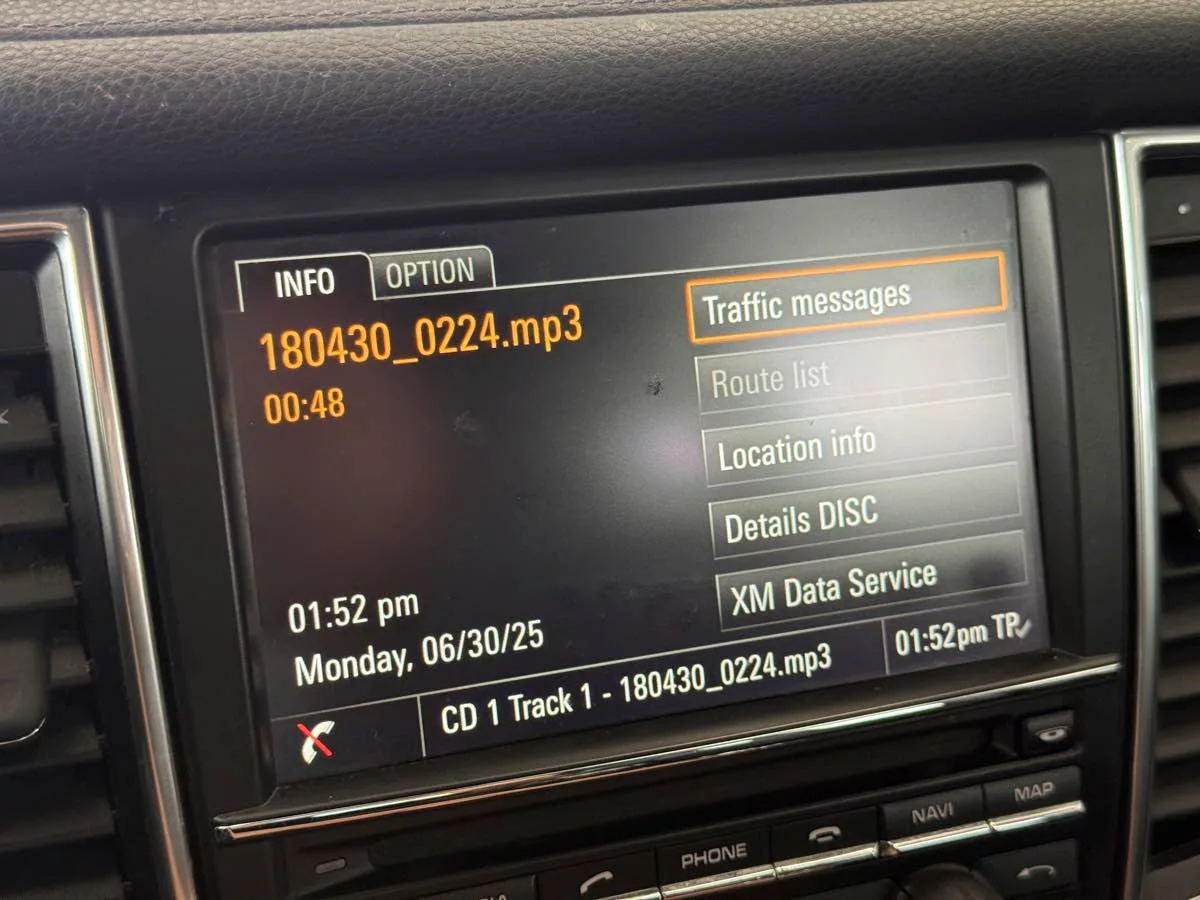 INFO
OPTION
180430_0224.mp3
00:48
Traffic messages
Route list
Location info
Details DISC
XM Data Service
01:52 pm
Monday, 06/30/25
CD 1 Track 1 - 180430_0224.mp3
01:52pm TP
PHONE
NAVI
MAP